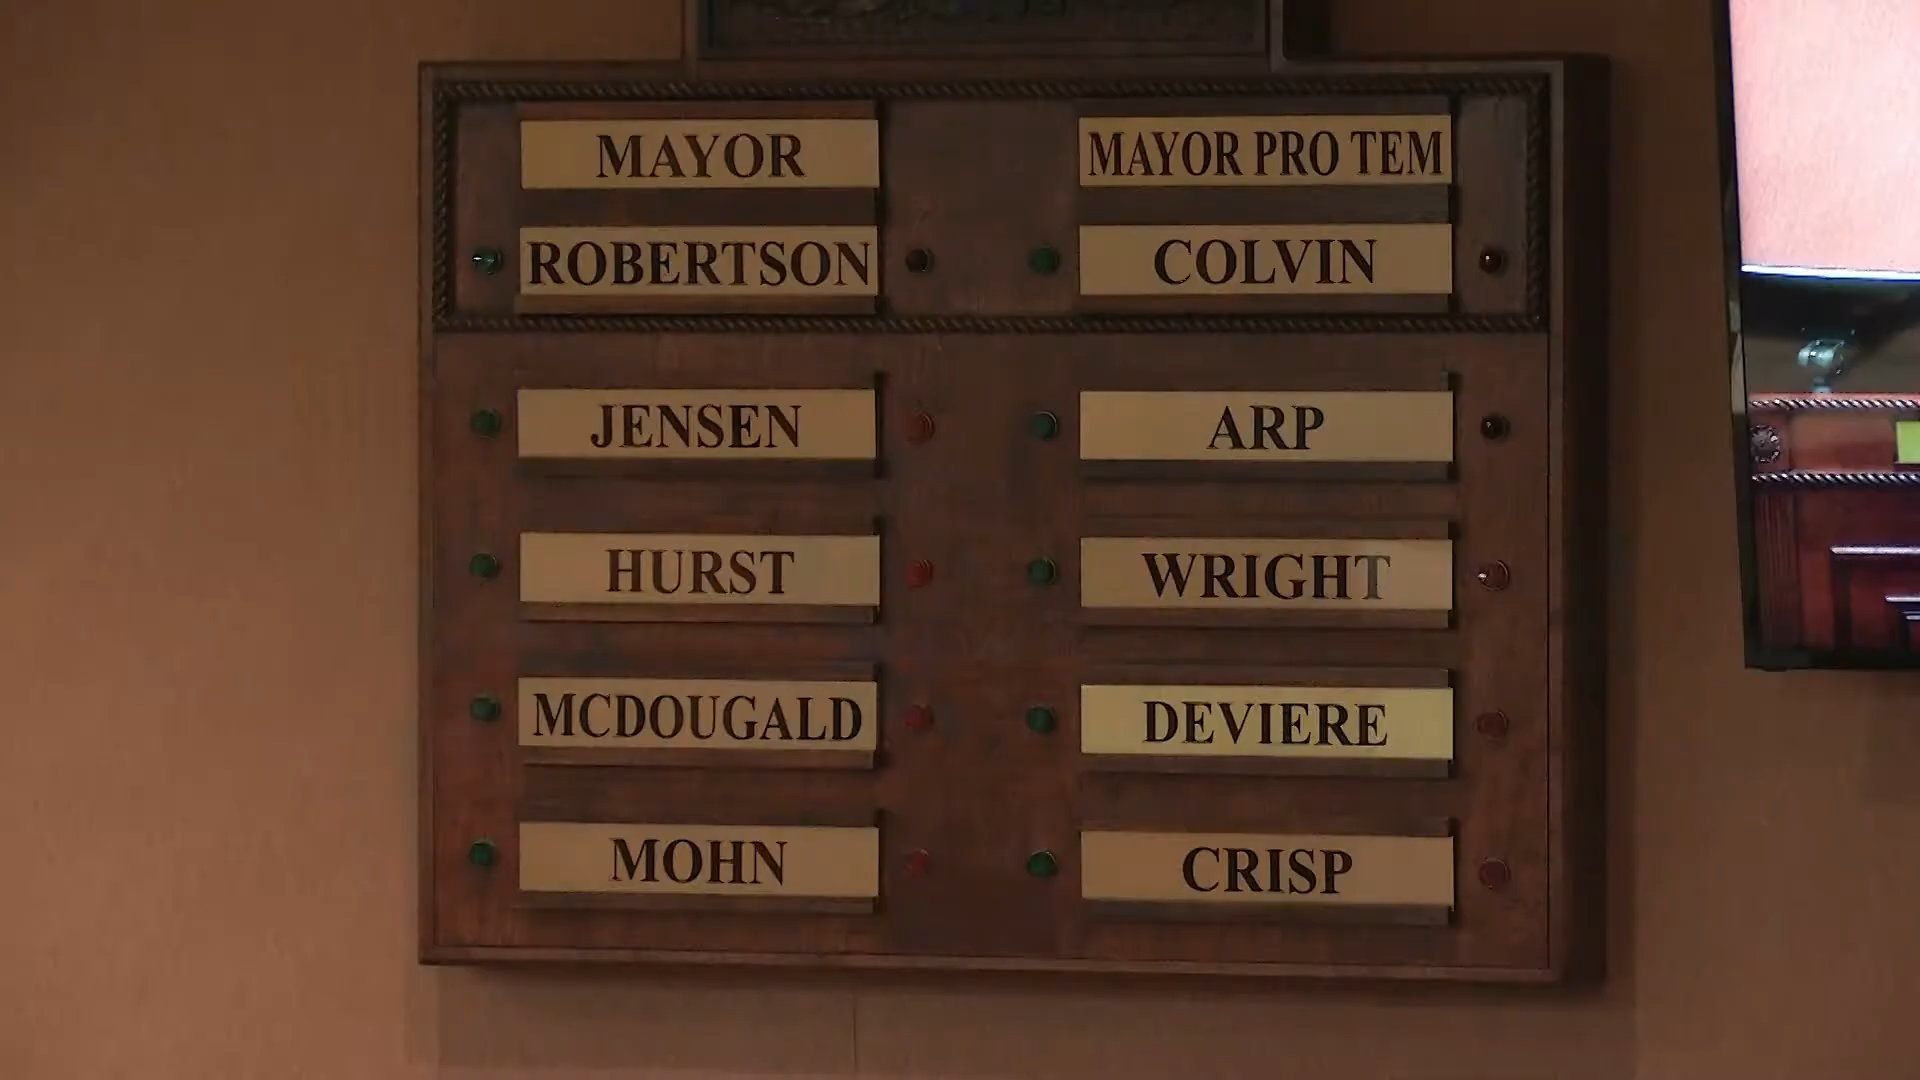 MAYOR
MAYOR PRO TEM
ROBERTSON
COLVIN
JENSEN
ARP
HURST
WRIGHT
MCDOUGALD
DEVIERE
MOHN
CRISP